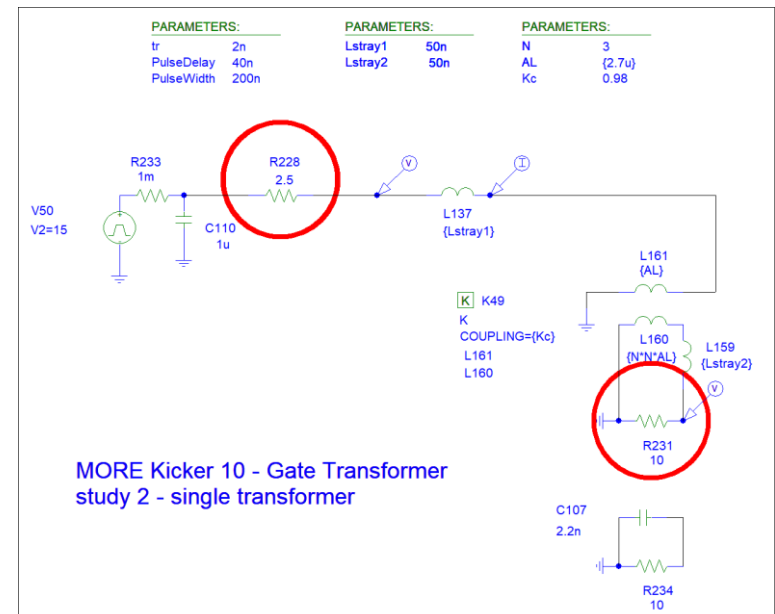 PARAMETERS:
tr 2n
PulseDelay 40n
PulseWidth 200n
PARAMETERS:
Lstray1 50n
Lstray2 50n
PARAMETERS:
N 3
AL {2.7u}
Kc 0.98
R233
1m
R228
2.5
V
I
V50
V2=15
C110
1u
L137
{Lstray1}
L161
{AL}
K K49
K
COUPLING={Kc}
L161
L160
L160
{N*N*AL}
L159
{Lstray2}
V
R231
10
MORE Kicker 10 - Gate Transformer
study 2 - single transformer
C107
2.2n
R234
10